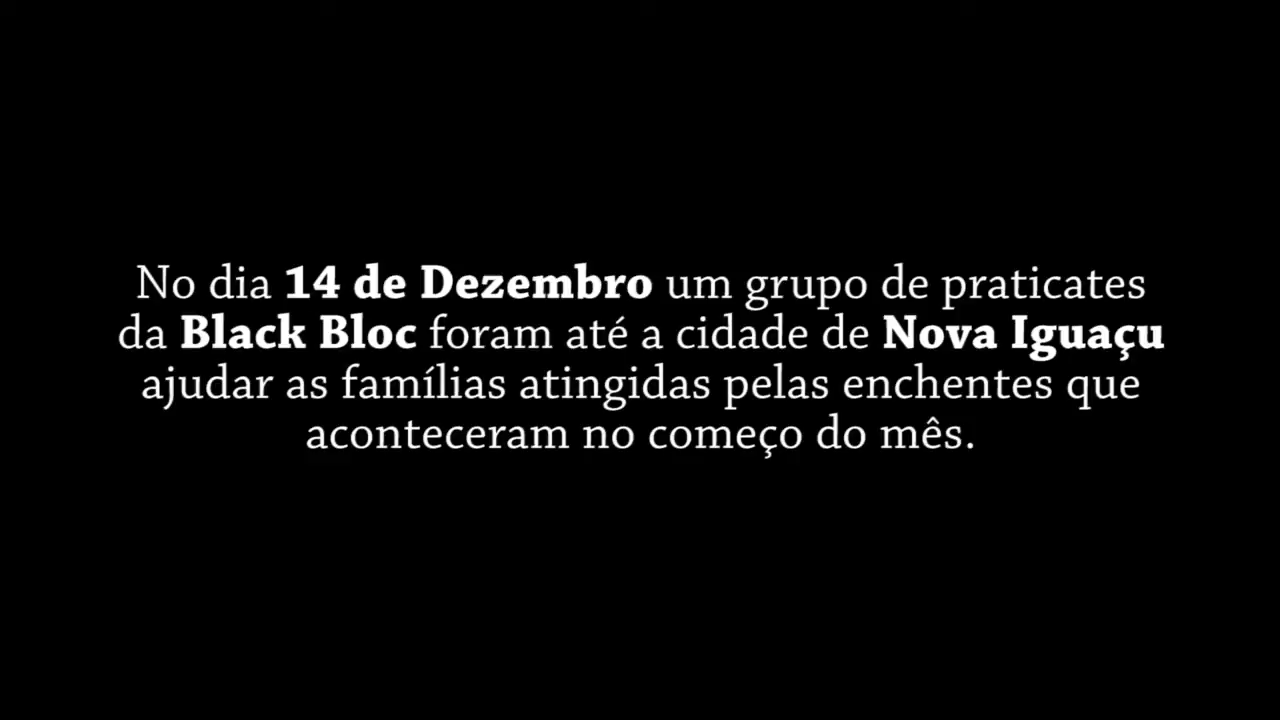 No dia 14 de Dezembro um grupo de praticates
da Black Bloc foram até a cidade de Nova Iguaçu
ajudar as famílias atingidas pelas enchentes que
aconteceram no começo do mês.